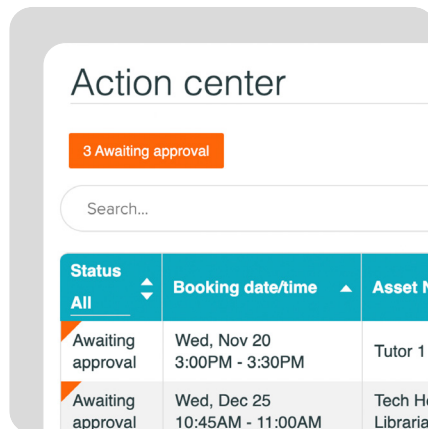 Action center
3 Awaiting approval
Search...
Status
All
Booking date/time
Asset
Awaiting
approval
Wed, Nov 20
3:00PM - 3:30PM
Tutor 1
Awaiting
approval
Wed, Dec 25
10:45AM - 11:00AM
Tech